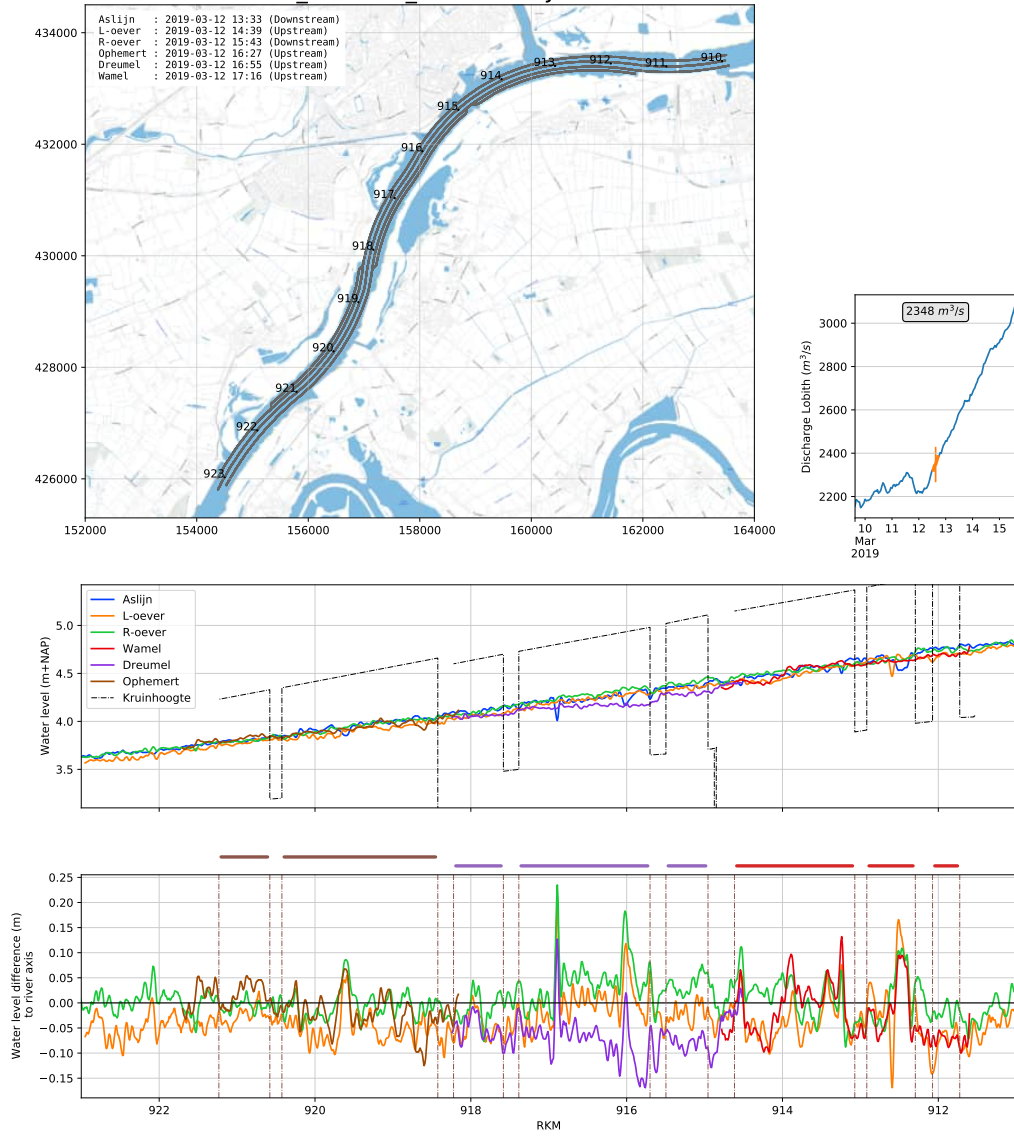 Aslijn : 2019-03-12 13:33 (Downstream)
L-oever : 2019-03-12 14:39 (Upstream)
R-oever : 2019-03-12 15:43 (Downstream)
Ophemert : 2019-03-12 16:27 (Upstream)
Dreumel : 2019-03-12 16:55 (Upstream)
Wamel : 2019-03-12 17:16 (Upstream)
434000
432000
430000
428000
426000
152000 154000 156000 158000 160000 162000 164000
910
911
912
913
914
915
916
917
918
919
920
921
922
923
2348 m³/s
Discharge Lobith (m³/s)
3000
2800
2600
2400
2200
10 11 12 13 14 15
Mar
2019
Water level (m+NAP)
5.0
4.5
4.0
3.5
Aslijn
L-oever
R-oever
Wamel
Dreumel
Ophemert
Kruinhoogte
Water level difference (m)
to river axis
0.25
0.20
0.15
0.10
0.05
0.00
−0.05
−0.10
−0.15
922 920 918 916 914 912
RKM